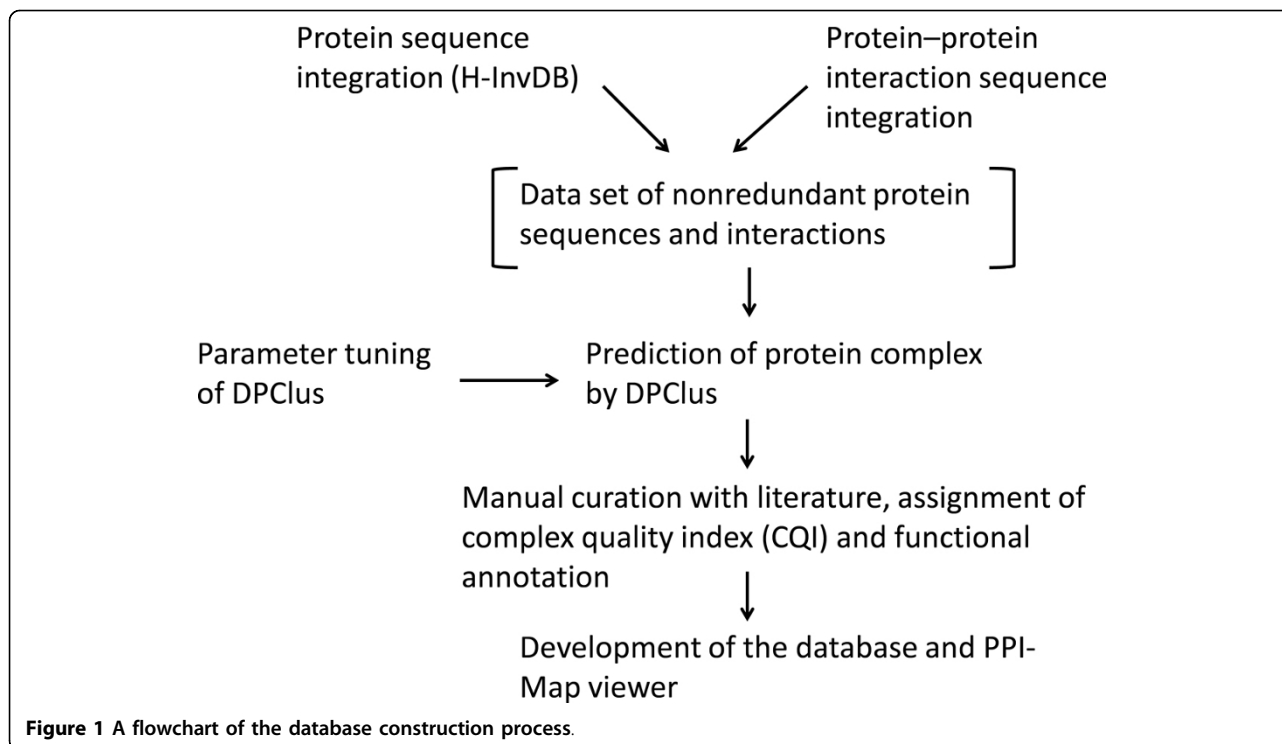 Protein sequence
integration (H-InvDB)
Protein–protein
interaction sequence
integration
Data set of nonredundant protein
sequences and interactions
Parameter tuning
of DPClus
Prediction of protein complex
by DPClus
Manual curation with literature, assignment of
complex quality index (CQI) and functional
annotation
Development of the database and PPI-
Map viewer
Figure 1 A flowchart of the database construction process.